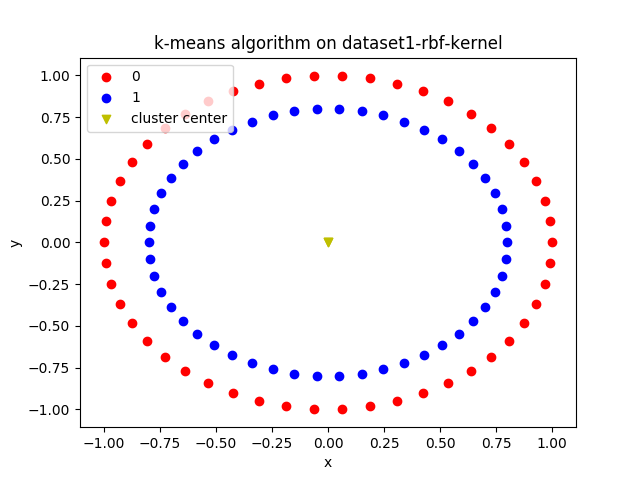 k-means algorithm on dataset1-rbf-kernel
0
1
cluster center
1.00
0.75
0.50
0.25
0.00
−0.25
−0.50
−0.75
−1.00
y
−1.00 −0.75 −0.50 −0.25 0.00 0.25 0.50 0.75 1.00
x